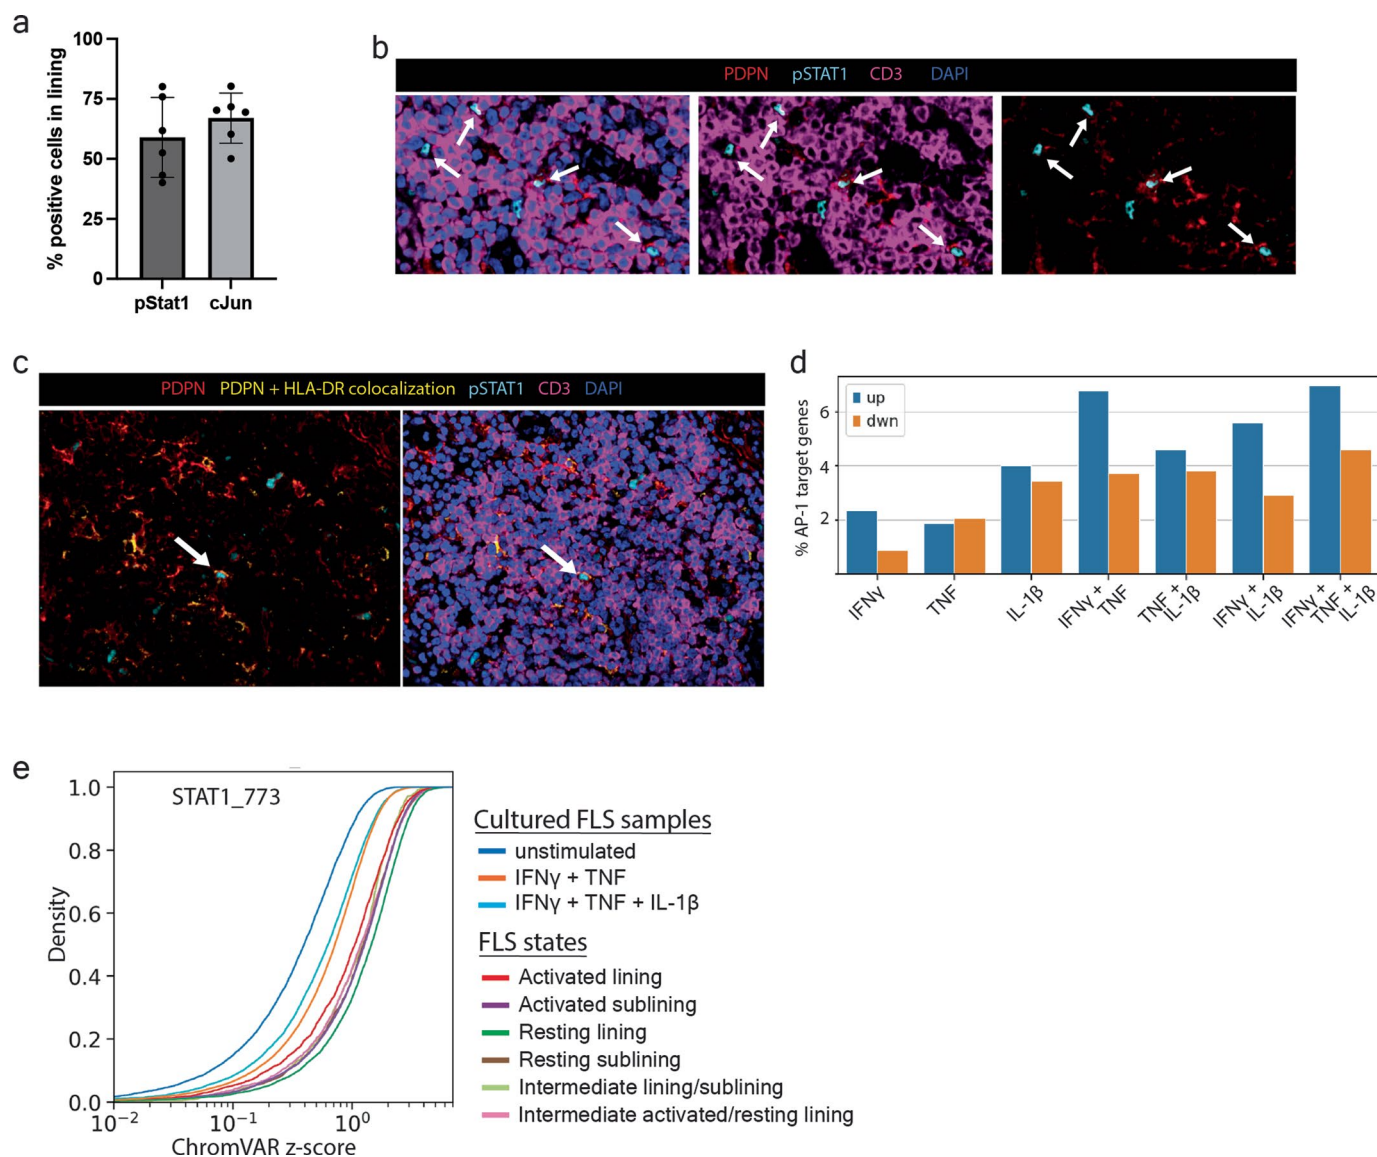 a
100
75
50
25
0
% positive cells in lining
pStat1 cJun
b
PDPN pSTAT1 CD3 DAPI
c
PDPN PDPN + HLA-DR colocalization pSTAT1 CD3 DAPI
d
up
dwn
6
4
2
% AP-1 target genes
IFNγ
TNF
IL-1β
IFNγ +
TNF
TNF +
IL-1β
IFNγ +
IL-1β
IFNγ +
TNF +
IL-1β
e
STAT1_773
1.0
0.8
0.6
0.4
0.2
0.0
Density
10⁻² 10⁻¹ 10⁰
ChromVAR z-score
Cultured FLS samples
unstimulated
IFNγ + TNF
IFNγ + TNF + IL-1β
FLS states
Activated lining
Activated sublining
Resting lining
Resting sublining
Intermediate lining/sublining
Intermediate activated/resting lining